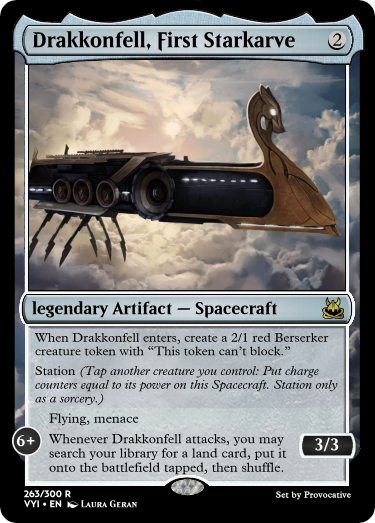 Drakkonfell, First Starkarve 2
legendary Artifact — Spacecraft
When Drakkonfell enters, create a 2/1 red Berserker
creature token with “This token can’t block.”
Station (Tap another creature you control: Put charge
counters equal to its power on this Spacecraft. Station only
as a sorcery.)
Flying, menace
6+
Whenever Drakkonfell attacks, you may
search your library for a land card, put it
onto the battlefield tapped, then shuffle.
3/3
263/300 R
VYI • EN Laura Geran
Set by Provocative